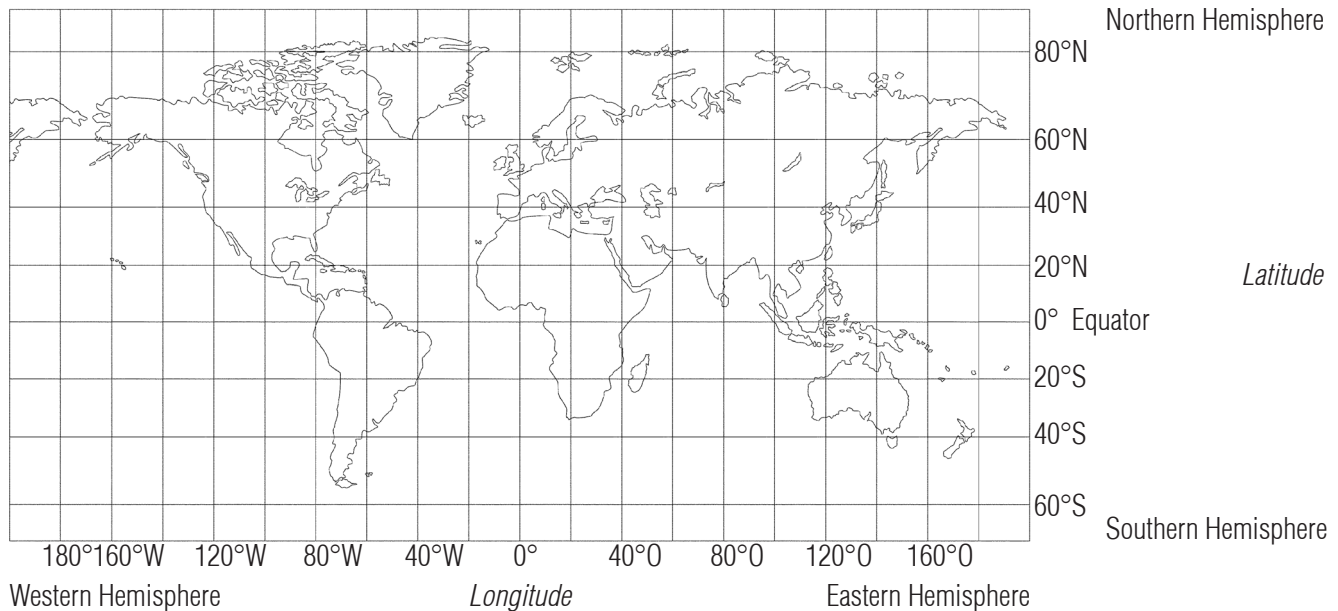 Northern Hemisphere
80°N
60°N
40°N
20°N
Latitude
0° Equator
20°S
40°S
60°S
Southern Hemisphere
180°160°W 120°W 80°W 40°W 0° 40°O 80°O 120°O 160°O
Western Hemisphere Longitude Eastern Hemisphere